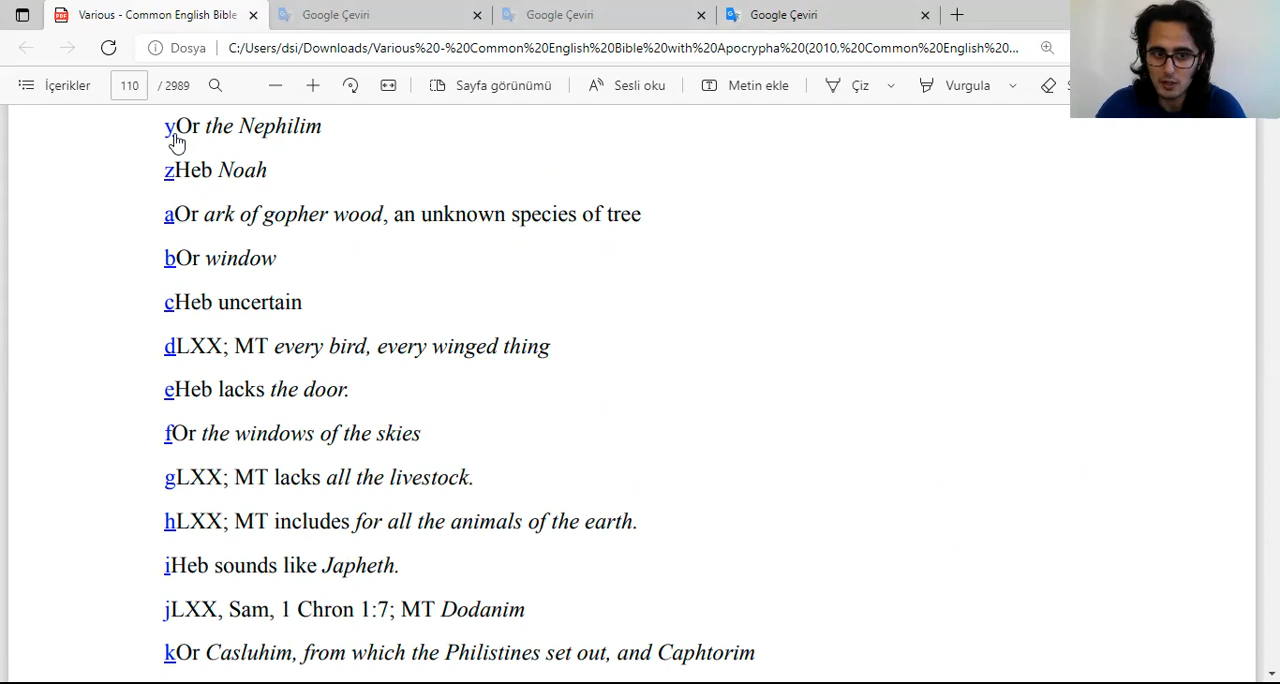 Various - Common English Bible
Google Çeviri
Google Çeviri
Google Çeviri
Dosya
C:/Users/dsi/Downloads/Various%20-%20Common%20English%20Bible%20with%20Apocrypha%20(2010,%20Common%20English%20...
İçerikler
110 / 2989
Sayfa görünümü
Sesli oku
Metin ekle
Çiz
Vurgula
yOr the Nephilim
zHeb Noah
aOr ark of gopher wood, an unknown species of tree
bOr window
cHeb uncertain
dLXX; MT every bird, every winged thing
eHeb lacks the door.
fOr the windows of the skies
gLXX; MT lacks all the livestock.
hLXX; MT includes for all the animals of the earth.
iHeb sounds like Japheth.
jLXX, Sam, 1 Chron 1:7; MT Dodanim
kOr Casluhim, from which the Philistines set out, and Caphtorim